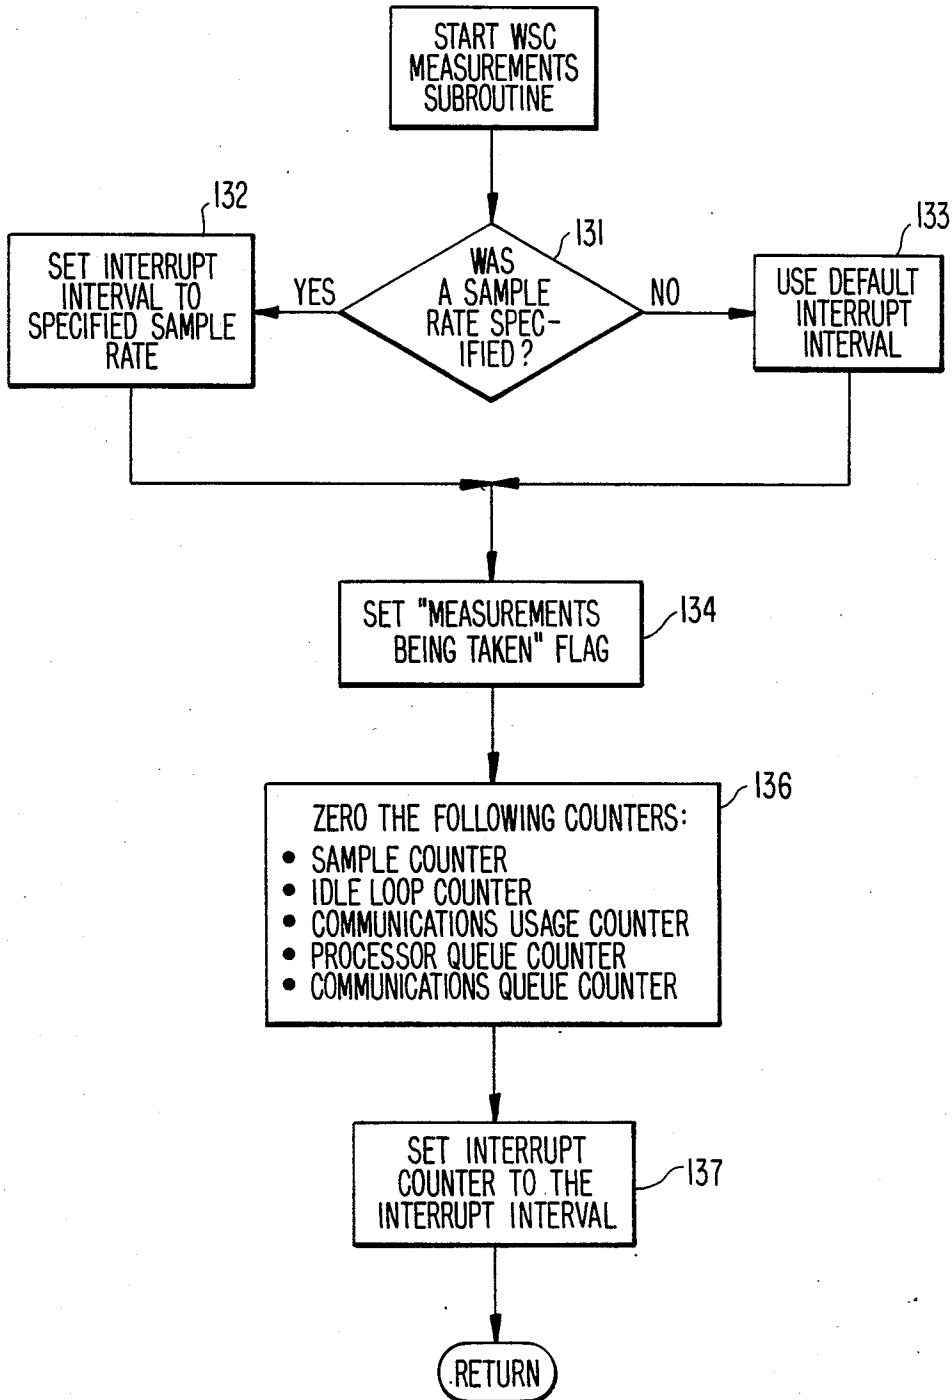 START WSC
MEASUREMENTS
SUBROUTINE
132
131
133
SET INTERRUPT
INTERVAL TO
SPECIFIED SAMPLE
RATE
YES
WAS
A SAMPLE
RATE SPEC-
IFIED?
NO
USE DEFAULT
INTERRUPT
INTERVAL
SET "MEASUREMENTS
BEING TAKEN" FLAG
134
136
ZERO THE FOLLOWING COUNTERS:
• SAMPLE COUNTER
• IDLE LOOP COUNTER
• COMMUNICATIONS USAGE COUNTER
• PROCESSOR QUEUE COUNTER
• COMMUNICATIONS QUEUE COUNTER
SET INTERRUPT
COUNTER TO THE
INTERRUPT INTERVAL
137
RETURN